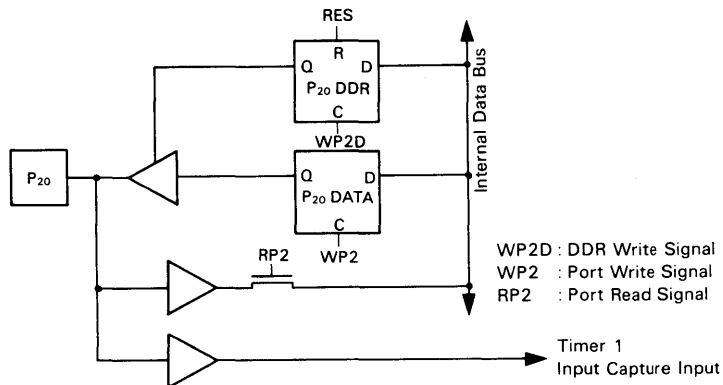 RES
R
Q
D
P20 DDR
C
WP2D
Internal Data Bus
P20
Q
D
P20 DATA
C
WP2
RP2
WP2D : DDR Write Signal
WP2 : Port Write Signal
RP2 : Port Read Signal
Timer 1
Input Capture Input